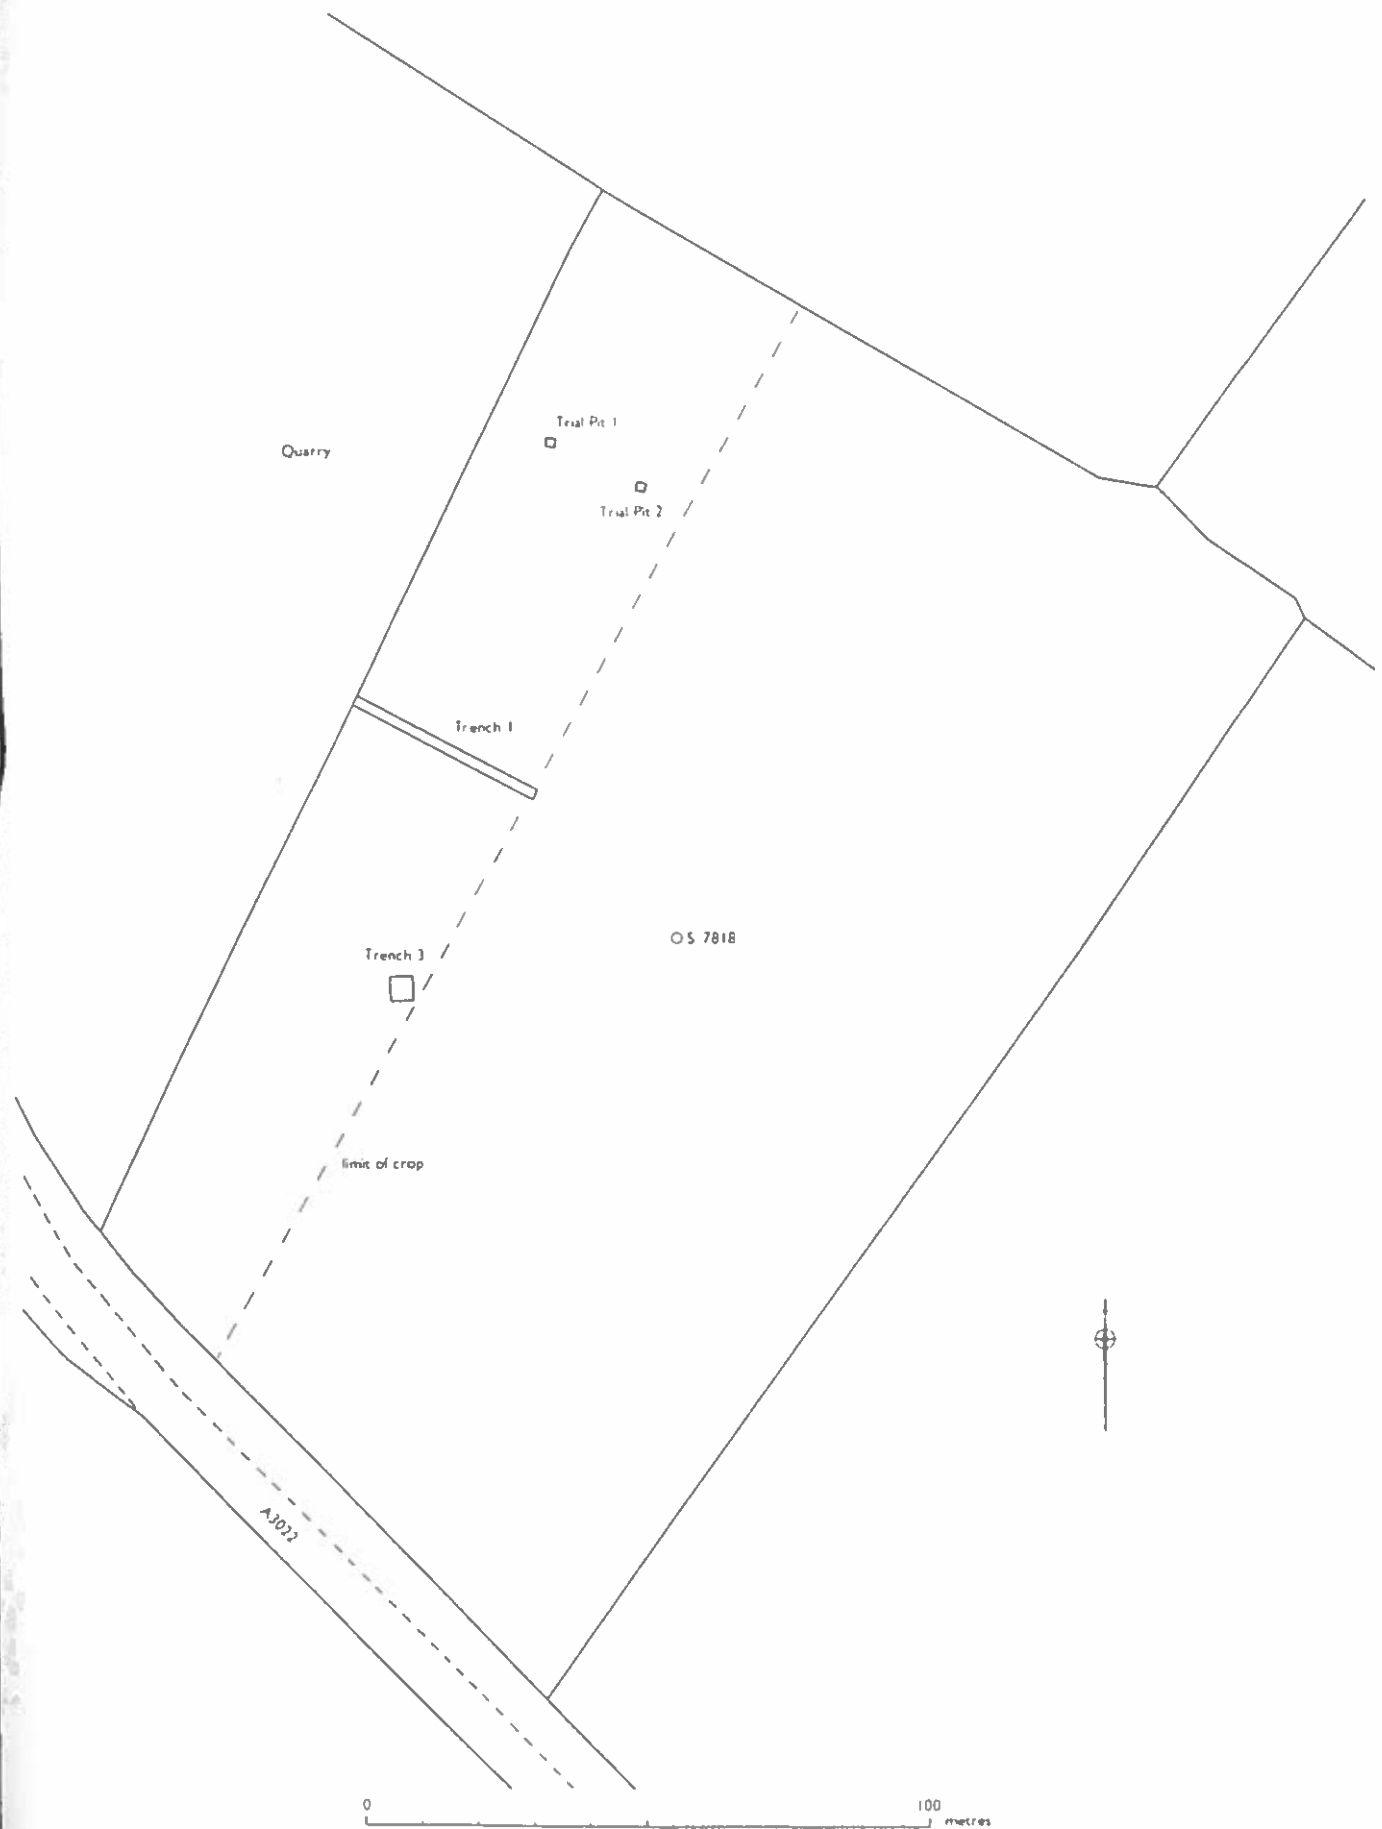 Trial Pit 1
Quarry
Trial Pit 2
Trench 1
OS 7818
Trench 3
limit of crop
A3022
0 100 metres